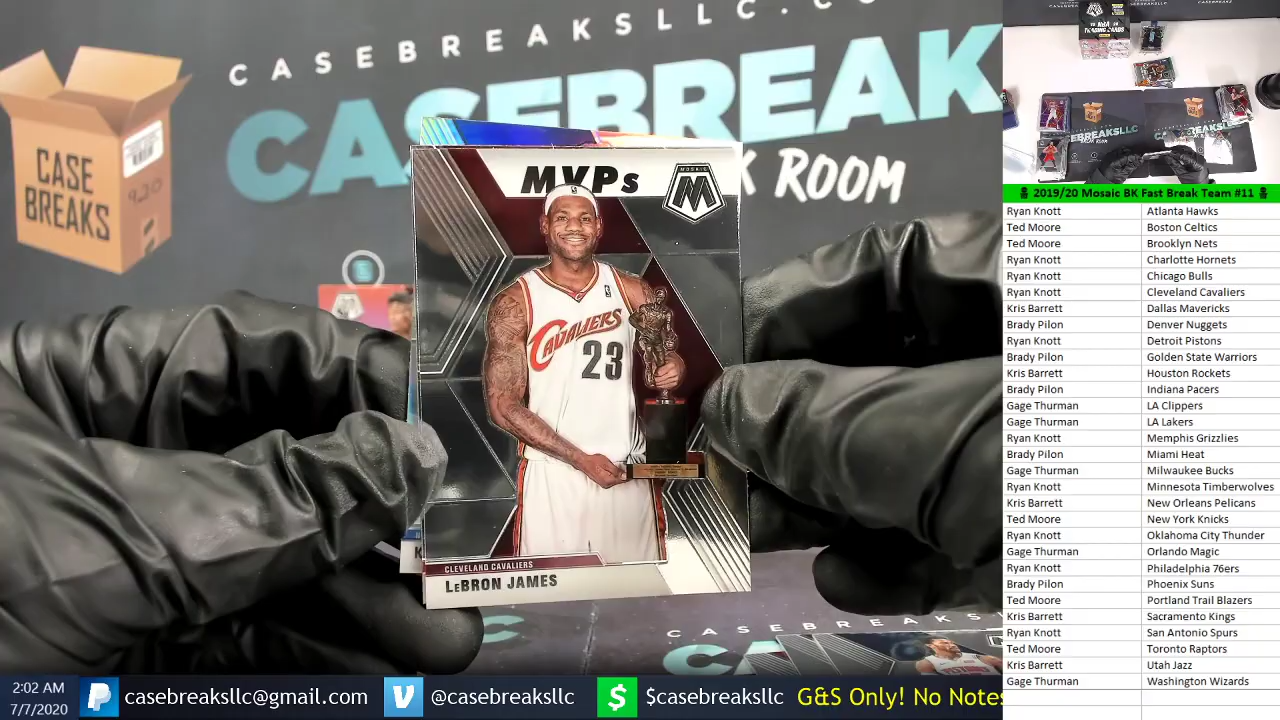 CASEBREAKSLLC.CO
CASEBREAK
K ROOM
CASE
BREAKS
920
MVPs
MOSAIC
M
CAVALIERS
23
CLEVELAND CAVALIERS
LeBRON JAMES
K
CASEBREAKS
2:02 AM
7/7/2020
casebreaksllc@gmail.com
@casebreaksllc
$casebreaksllc
G&S Only! No Notes
EBREAKSLLC
2019/20 Mosaic BK Fast Break Team #11
Ryan Knott Atlanta Hawks
Ted Moore Boston Celtics
Ted Moore Brooklyn Nets
Ryan Knott Charlotte Hornets
Ryan Knott Chicago Bulls
Ryan Knott Cleveland Cavaliers
Kris Barrett Dallas Mavericks
Brady Pilon Denver Nuggets
Ryan Knott Detroit Pistons
Brady Pilon Golden State Warriors
Kris Barrett Houston Rockets
Brady Pilon Indiana Pacers
Gage Thurman LA Clippers
Gage Thurman LA Lakers
Ryan Knott Memphis Grizzlies
Brady Pilon Miami Heat
Gage Thurman Milwaukee Bucks
Ryan Knott Minnesota Timberwolves
Kris Barrett New Orleans Pelicans
Ted Moore New York Knicks
Ryan Knott Oklahoma City Thunder
Gage Thurman Orlando Magic
Ryan Knott Philadelphia 76ers
Brady Pilon Phoenix Suns
Ted Moore Portland Trail Blazers
Kris Barrett Sacramento Kings
Ryan Knott San Antonio Spurs
Ted Moore Toronto Raptors
Kris Barrett Utah Jazz
Gage Thurman Washington Wizards